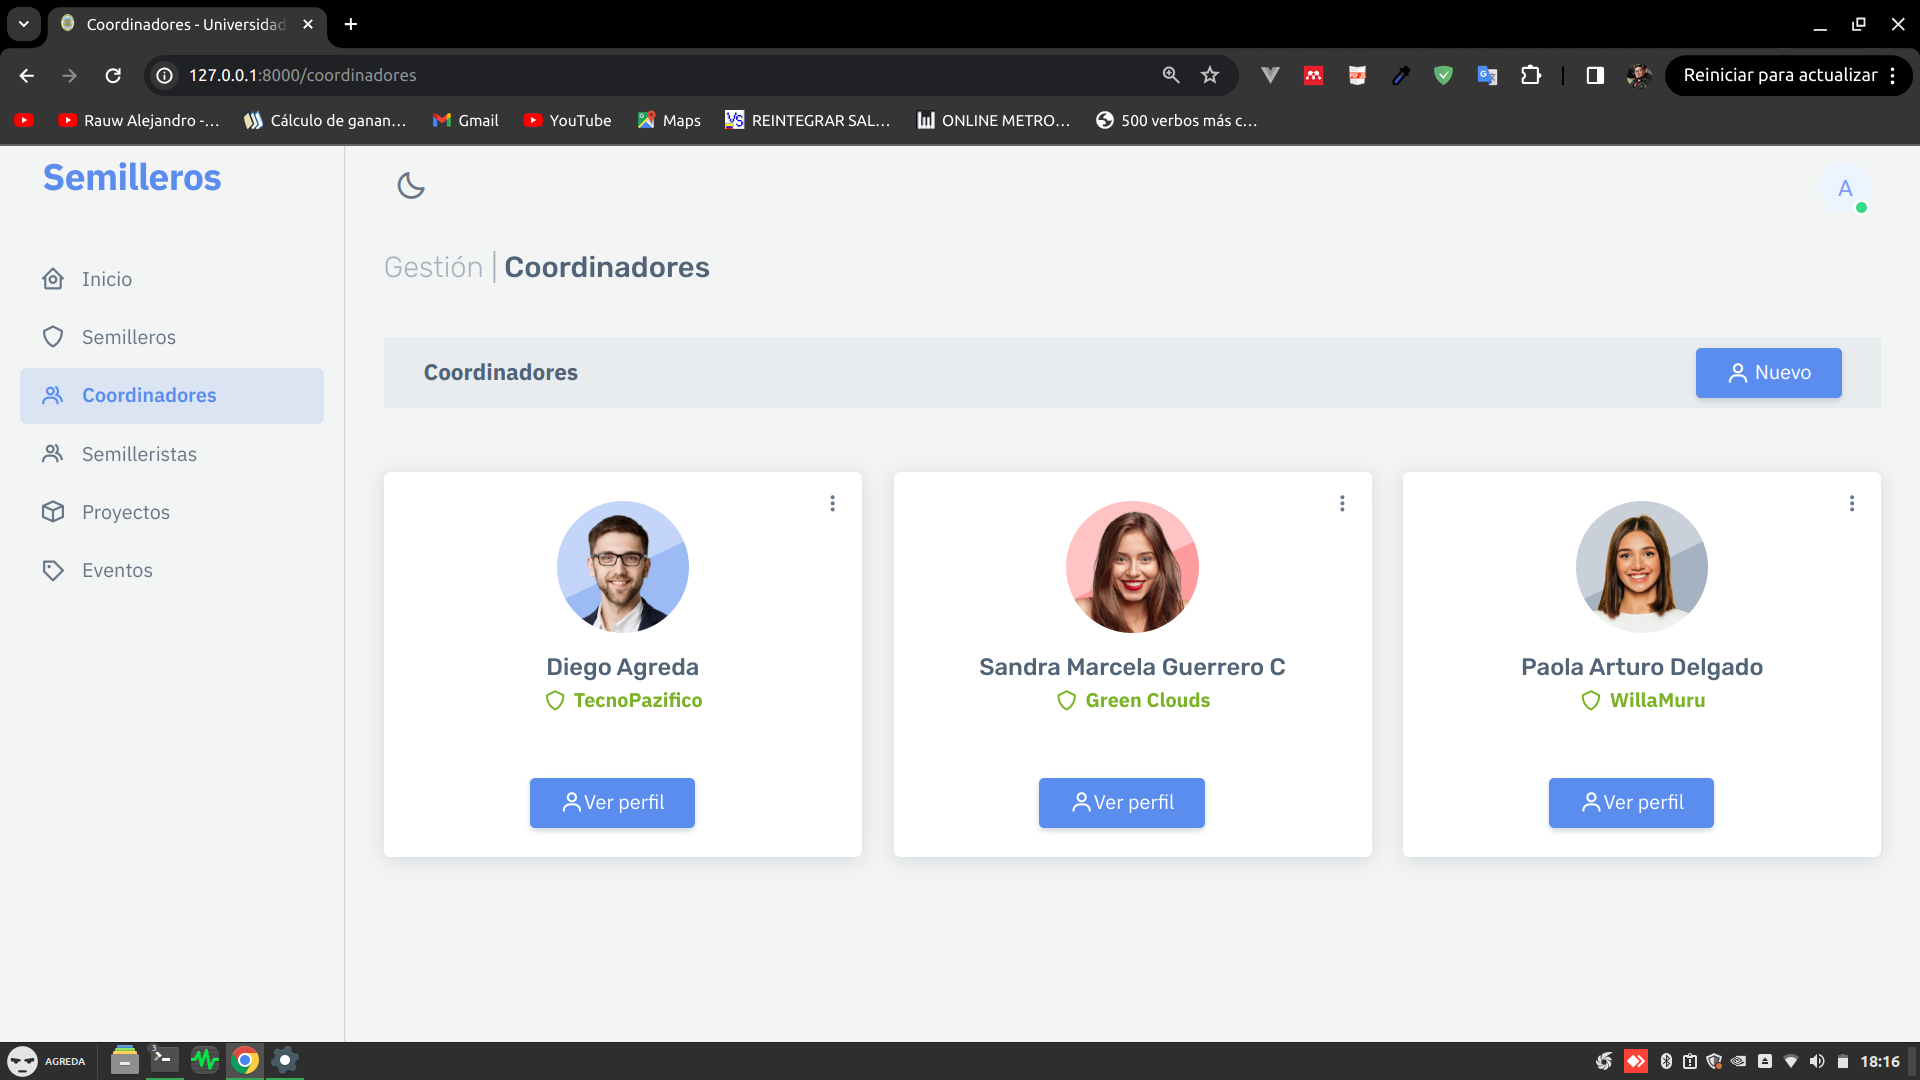 Coordinadores - Universidad
127.0.0.1:8000/coordinadores
Reiniciar para actualizar
Rauw Alejandro -...
Cálculo de ganan...
Gmail
YouTube
Maps
REINTEGRAR SAL...
ONLINE METRO...
500 verbos más c...
Semilleros
A
Inicio
Semilleros
Coordinadores
Semilleristas
Proyectos
Eventos
Gestión | Coordinadores
Coordinadores
Nuevo
Diego Agreda
TecnoPazifico
Ver perfil
Sandra Marcela Guerrero C
Green Clouds
Ver perfil
Paola Arturo Delgado
WillaMuru
Ver perfil
AGREDA
3
18:16